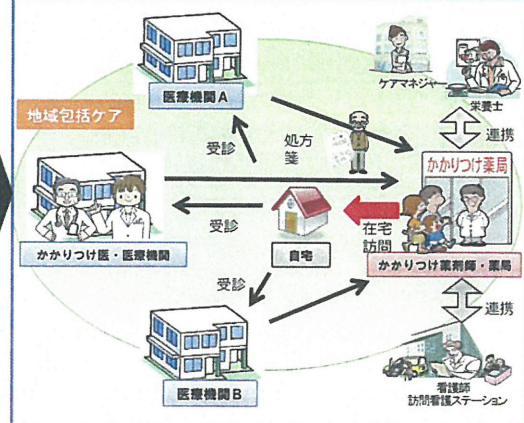 ケアマネジャー
栄養士
医療機関A
地域包括ケア
連携
受診
処方
箋
かかりつけ薬局
受診
在宅
訪問
かかりつけ医・医療機関
自宅
かかりつけ薬剤師・薬局
受診
連携
医療機関B
看護師
訪問看護ステーション